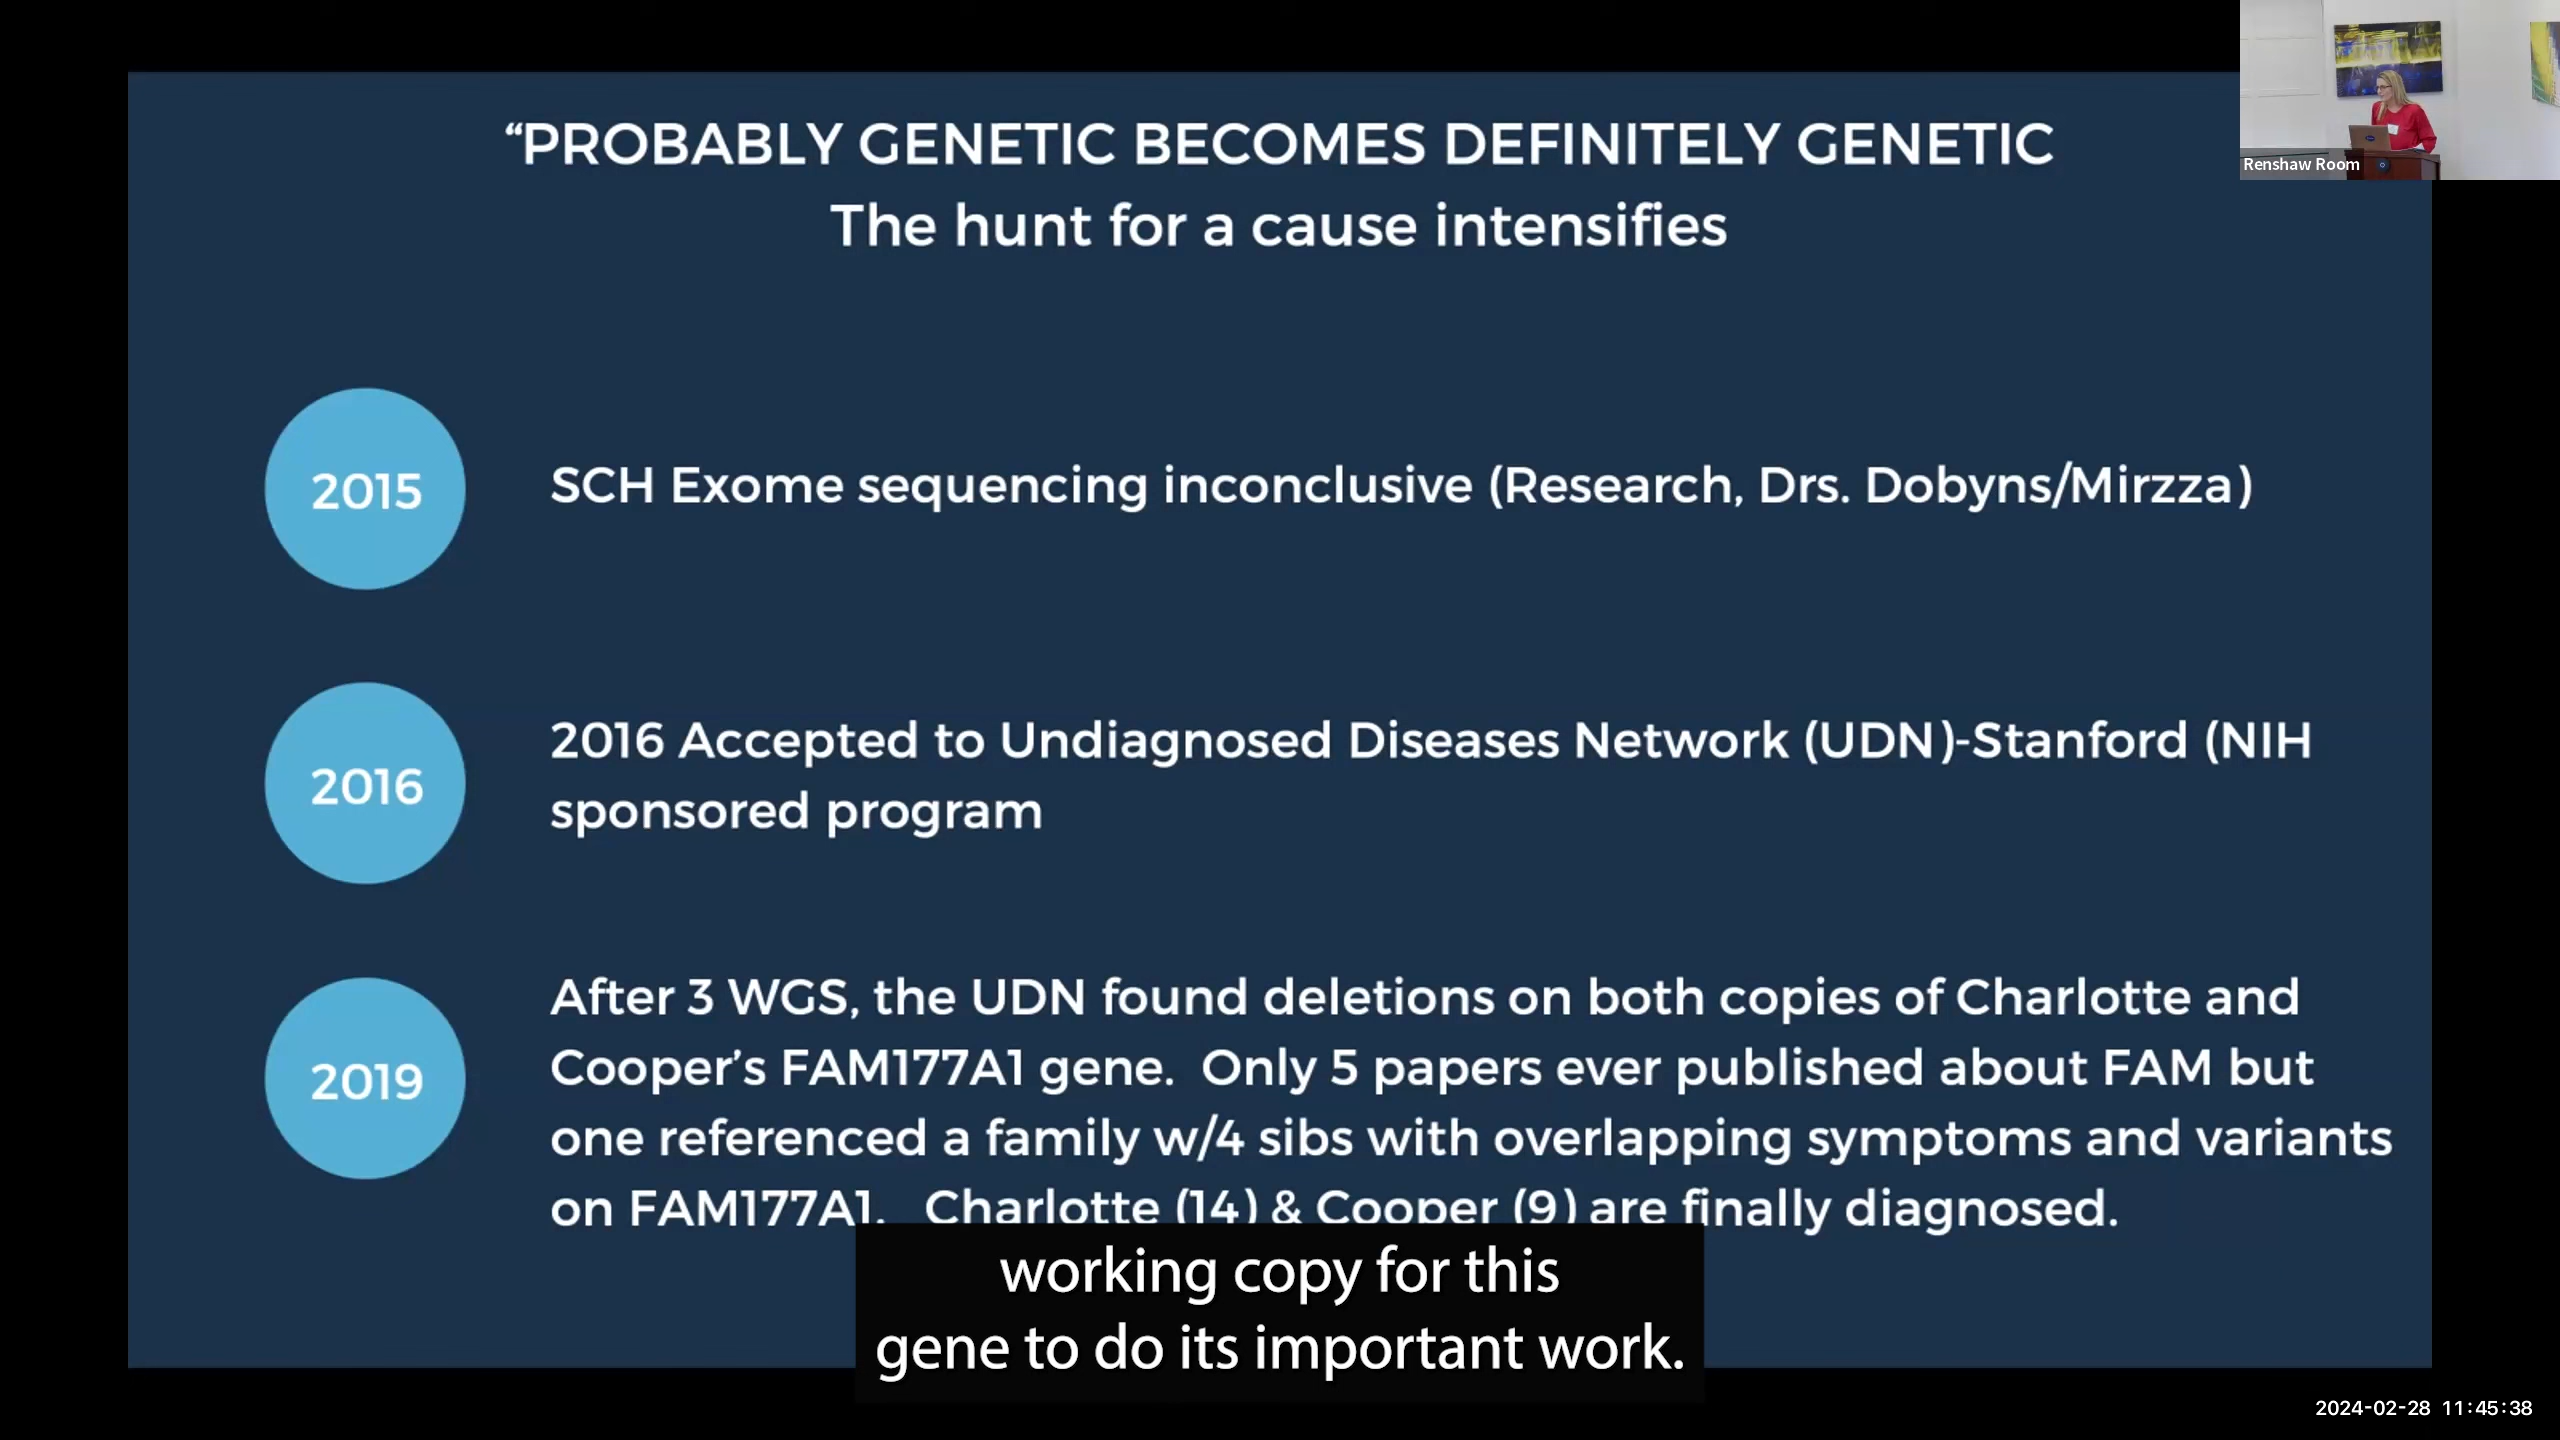 “PROBABLY GENETIC BECOMES DEFINITELY GENETIC
The hunt for a cause intensifies
Renshaw Room
2015
SCH Exome sequencing inconclusive (Research, Drs. Dobyns/Mirzza)
2016
2016 Accepted to Undiagnosed Diseases Network (UDN)-Stanford (NIH
sponsored program
2019
After 3 WGS, the UDN found deletions on both copies of Charlotte and
Cooper’s FAM177A1 gene. Only 5 papers ever published about FAM but
one referenced a family w/4 sibs with overlapping symptoms and variants
on FAM177A1. Charlotte (14) & Cooper (9) are finally diagnosed.
working copy for this
gene to do its important work.
2024-02-28 11:45:38